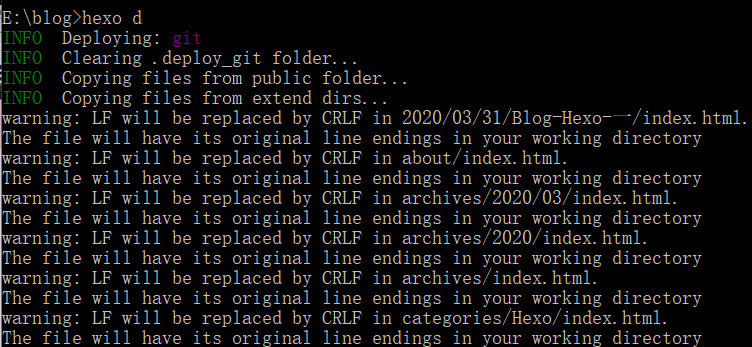 E:\blog>hexo d
INFO  Deploying: git
INFO  Clearing .deploy_git folder...
INFO  Copying files from public folder...
INFO  Copying files from extend dirs...
warning: LF will be replaced by CRLF in 2020/03/31/Blog-Hexo-一/index.html.
The file will have its original line endings in your working directory
warning: LF will be replaced by CRLF in about/index.html.
The file will have its original line endings in your working directory
warning: LF will be replaced by CRLF in archives/2020/03/index.html.
The file will have its original line endings in your working directory
warning: LF will be replaced by CRLF in archives/2020/index.html.
The file will have its original line endings in your working directory
warning: LF will be replaced by CRLF in archives/index.html.
The file will have its original line endings in your working directory
warning: LF will be replaced by CRLF in categories/Hexo/index.html.
The file will have its original line endings in your working directory